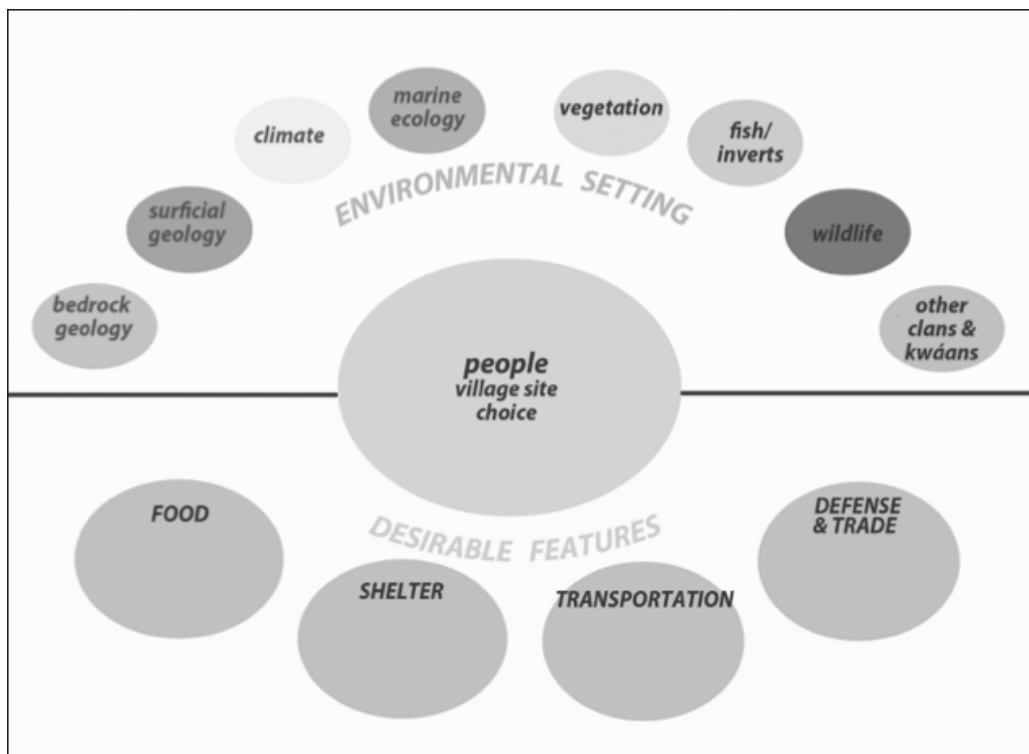 marine
ecology
vegetation
climate
fish/
inverts
ENVIRONMENTAL SETTING
surficial
geology
wildlife
bedrock
geology
other
clans &
kwáans
people
village site
choice
DESIRABLE FEATURES
FOOD
DEFENSE
& TRADE
SHELTER
TRANSPORTATION